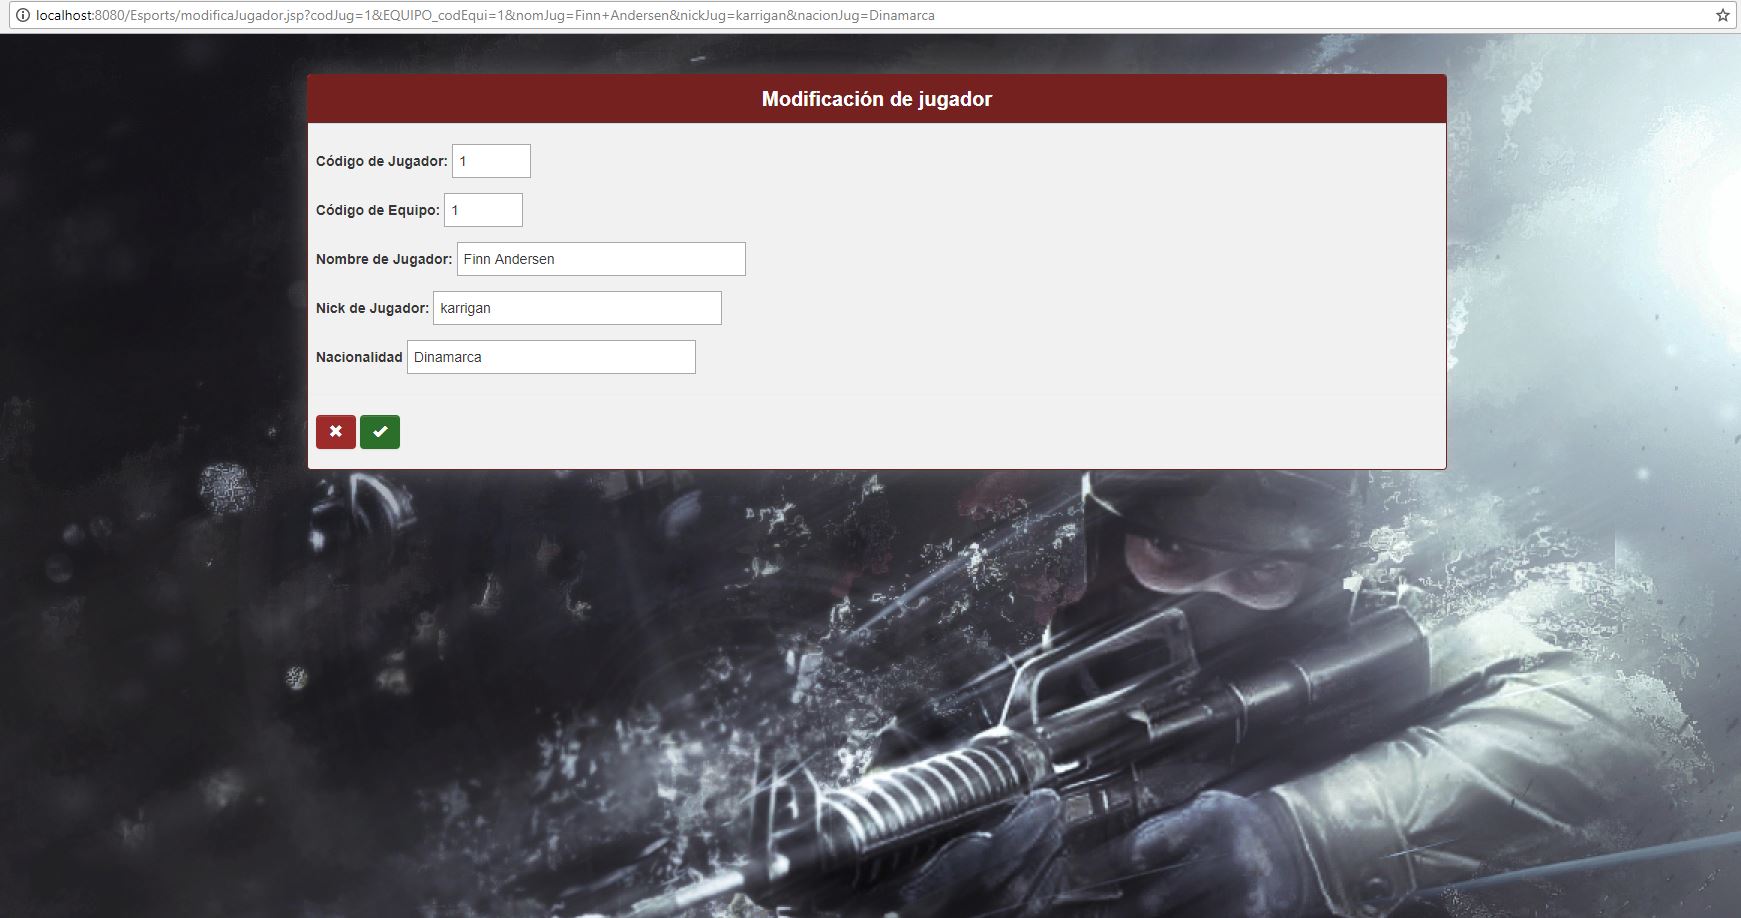 localhost:8080/Esports/modificaJugador.jsp?codJug=1&EQUIPO_codEqui=1&nomJug=Finn+Andersen&nickJug=karrigan&nacionJug=Dinamarca
Modificación de jugador
Código de Jugador: 1
Código de Equipo: 1
Nombre de Jugador: Finn Andersen
Nick de Jugador: karrigan
Nacionalidad Dinamarca